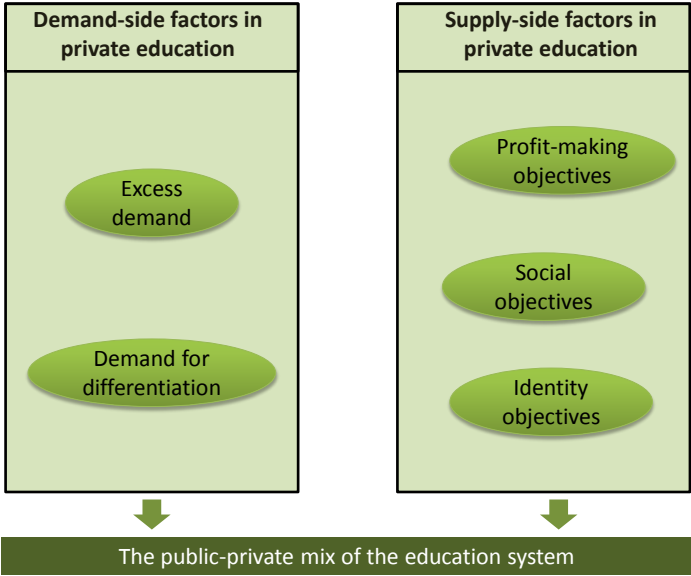 Demand-side factors in
private education
Excess
demand
Demand for
differentiation
Supply-side factors in
private education
Profit-making
objectives
Social
objectives
Identity
objectives
The public-private mix of the education system